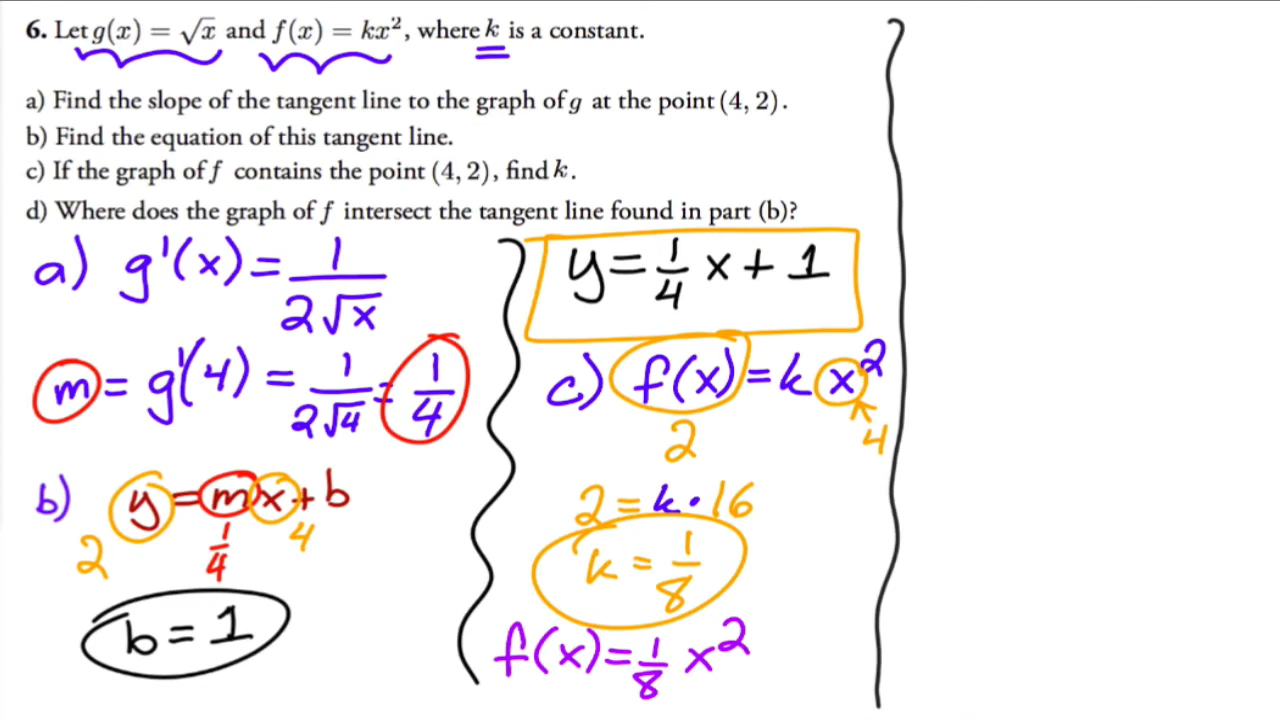 6. Let g(x) = √x and f(x) = kx², where k is a constant.
a) Find the slope of the tangent line to the graph of g at the point (4, 2).
b) Find the equation of this tangent line.
c) If the graph of f contains the point (4, 2), find k.
d) Where does the graph of f intersect the tangent line found in part (b)?
a) g'(x) = 1/(2√x)
m = g'(4) = 1/(2√4) = 1/4
b) y = mx + b
2 1/4 4
b = 1
y = 1/4 x + 1
c) f(x) = kx²
2 4
2 = k • 16
k = 1/8
f(x) = 1/8 x²